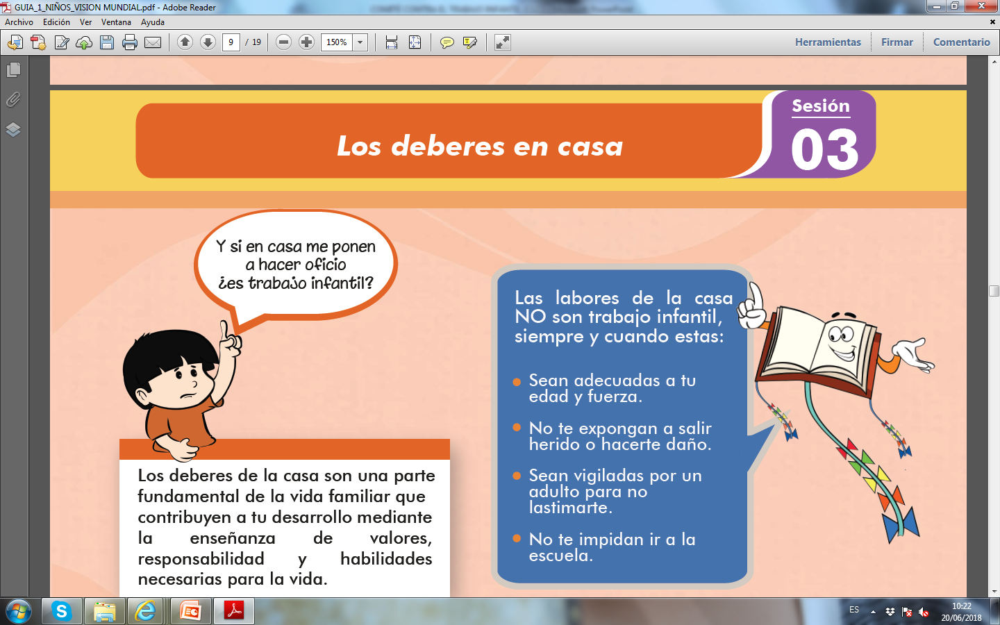 GUIA_1_NIÑOS_VISION MUNDIAL.pdf - Adobe Reader
Archivo Edición Ver Ventana Ayuda
9 / 19 150% Herramientas Firmar Comentario
Sesión
03
Los deberes en casa
Y si en casa me ponen
a hacer oficio
¿es trabajo infantil?
Los deberes de la casa son una parte
fundamental de la vida familiar que
contribuyen a tu desarrollo mediante
la enseñanza de valores,
responsabilidad y habilidades
necesarias para la vida.
Las labores de la casa
NO son trabajo infantil,
siempre y cuando estas:
Sean adecuadas a tu
edad y fuerza.
No te expongan a salir
herido o hacerte daño.
Sean vigiladas por un
adulto para no
lastimarte.
No te impidan ir a la
escuela.
ES
10:22
20/06/2018